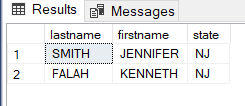 Results Messages
lastname firstname state
1 SMITH JENNIFER NJ
2 FALAH KENNETH NJ